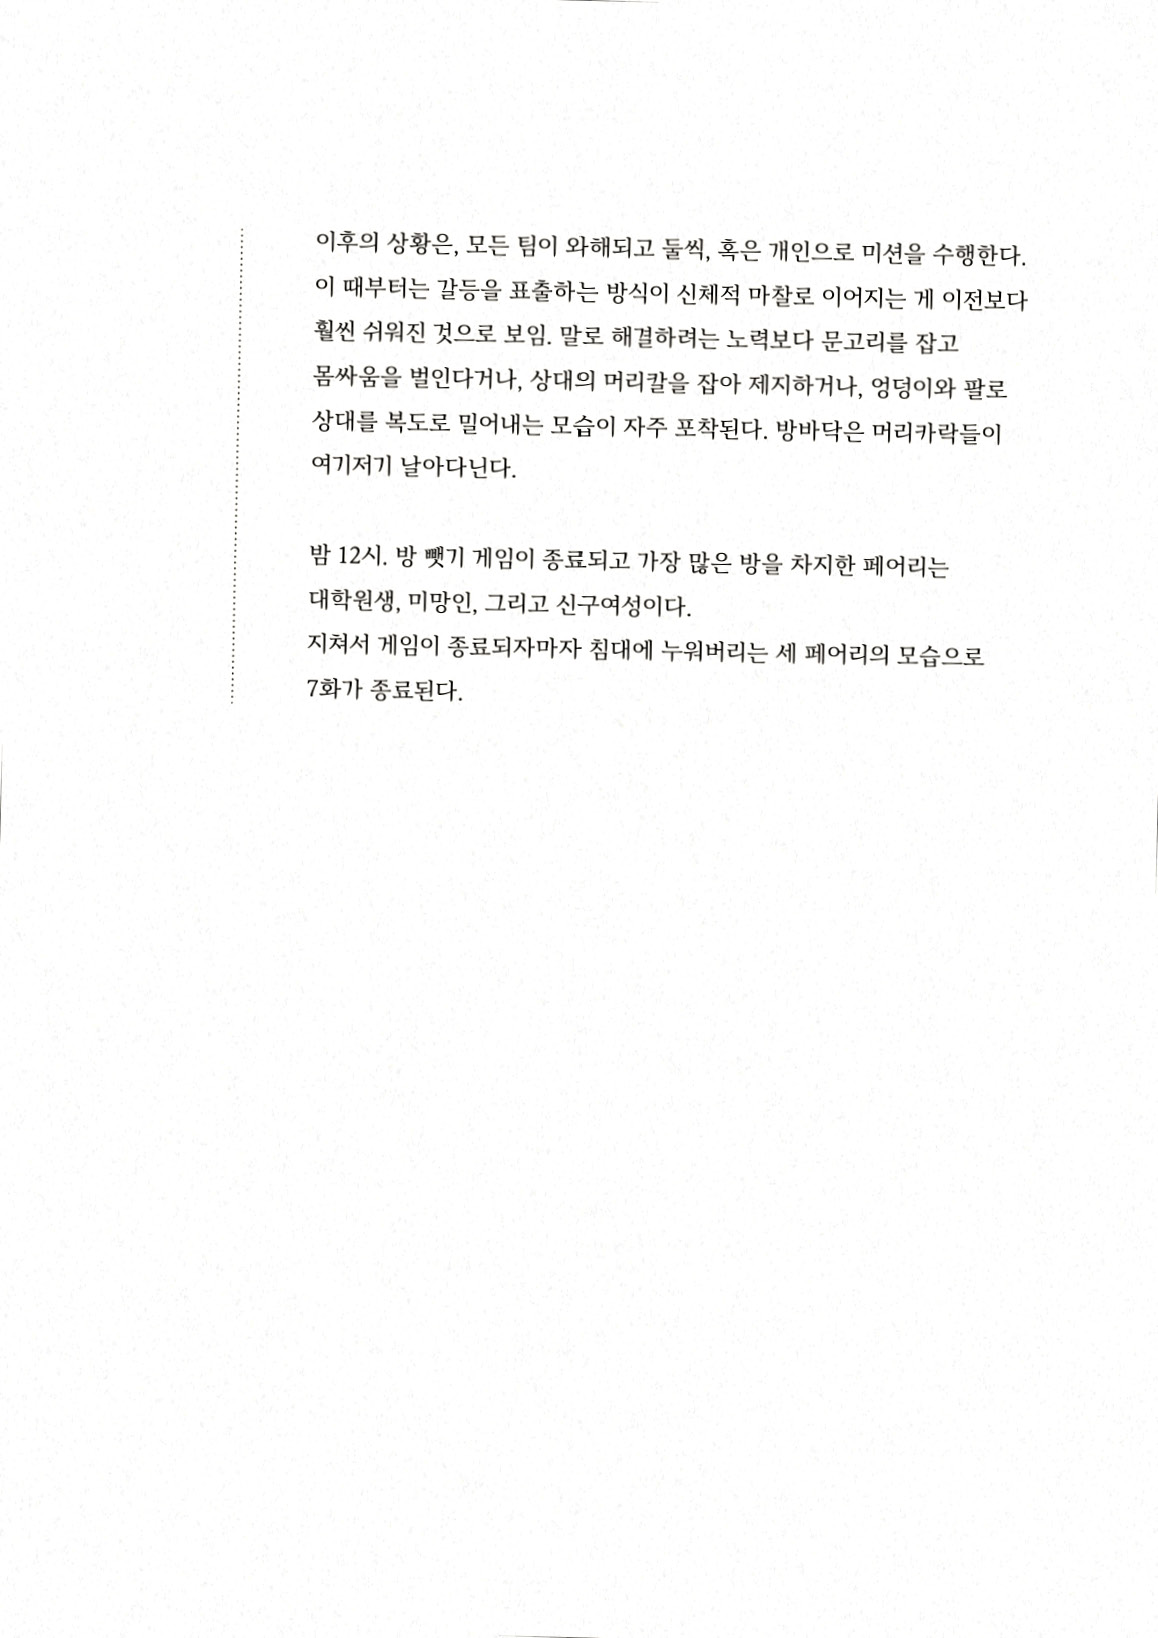 이후의 상황은, 모든 팀이 와해되고 둘씩, 혹은 개인으로 미션을 수행한다.
이 때부터는 갈등을 표출하는 방식이 신체적 마찰로 이어지는 게 이전보다
훨씬 쉬워진 것으로 보임. 말로 해결하려는 노력보다 문고리를 잡고
몸싸움을 벌인다거나, 상대의 머리칼을 잡아 제지하거나, 엉덩이와 팔로
상대를 복도로 밀어내는 모습이 자주 포착된다. 방바닥은 머리카락들이
여기저기 날아다닌다.
밤 12시. 방 뺏기 게임이 종료되고 가장 많은 방을 차지한 페어리는
대학원생, 미망인, 그리고 신구여성이다.
지쳐서 게임이 종료되자마자 침대에 누워버리는 세 페어리의 모습으로
7화가 종료된다.